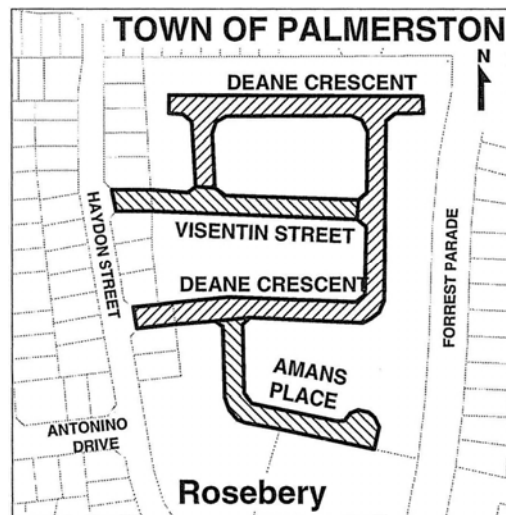 TOWN OF PALMERSTON
N
DEANE CRESCENT
HAYDON STREET
VISENTIN STREET
FORREST PARADE
DEANE CRESCENT
AMANS
PLACE
ANTONINO
DRIVE
Rosebery